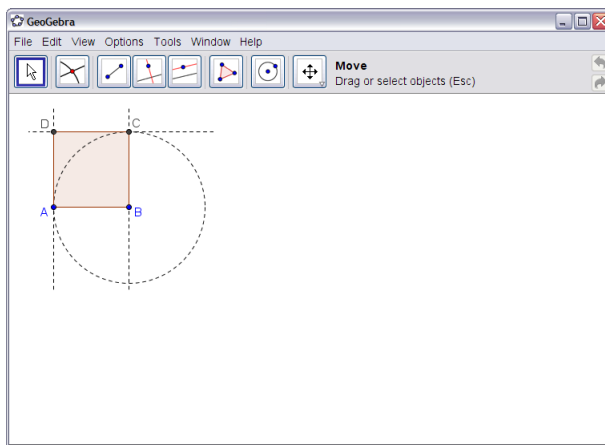 GeoGebra
File Edit View Options Tools Window Help
Move
Drag or select objects (Esc)
D C
A B